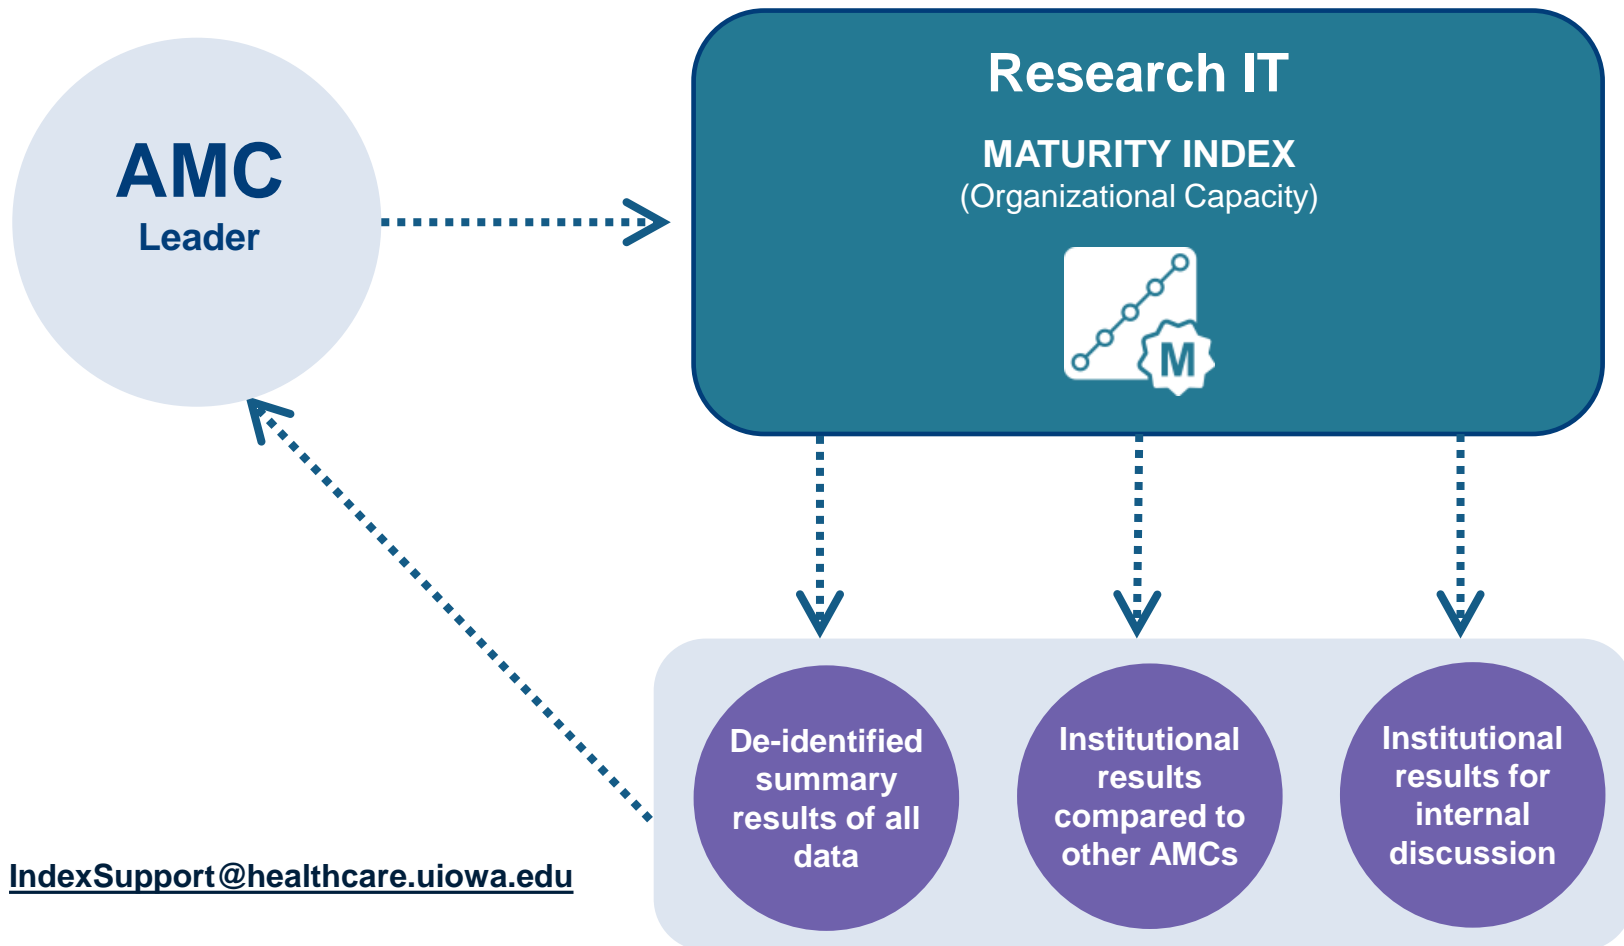 AMC
Leader
Research IT
MATURITY INDEX
(Organizational Capacity)
M
De-identified
summary
results of all
data
Institutional
results
compared to
other AMCs
Institutional
results for
internal
discussion
IndexSupport@healthcare.uiowa.edu